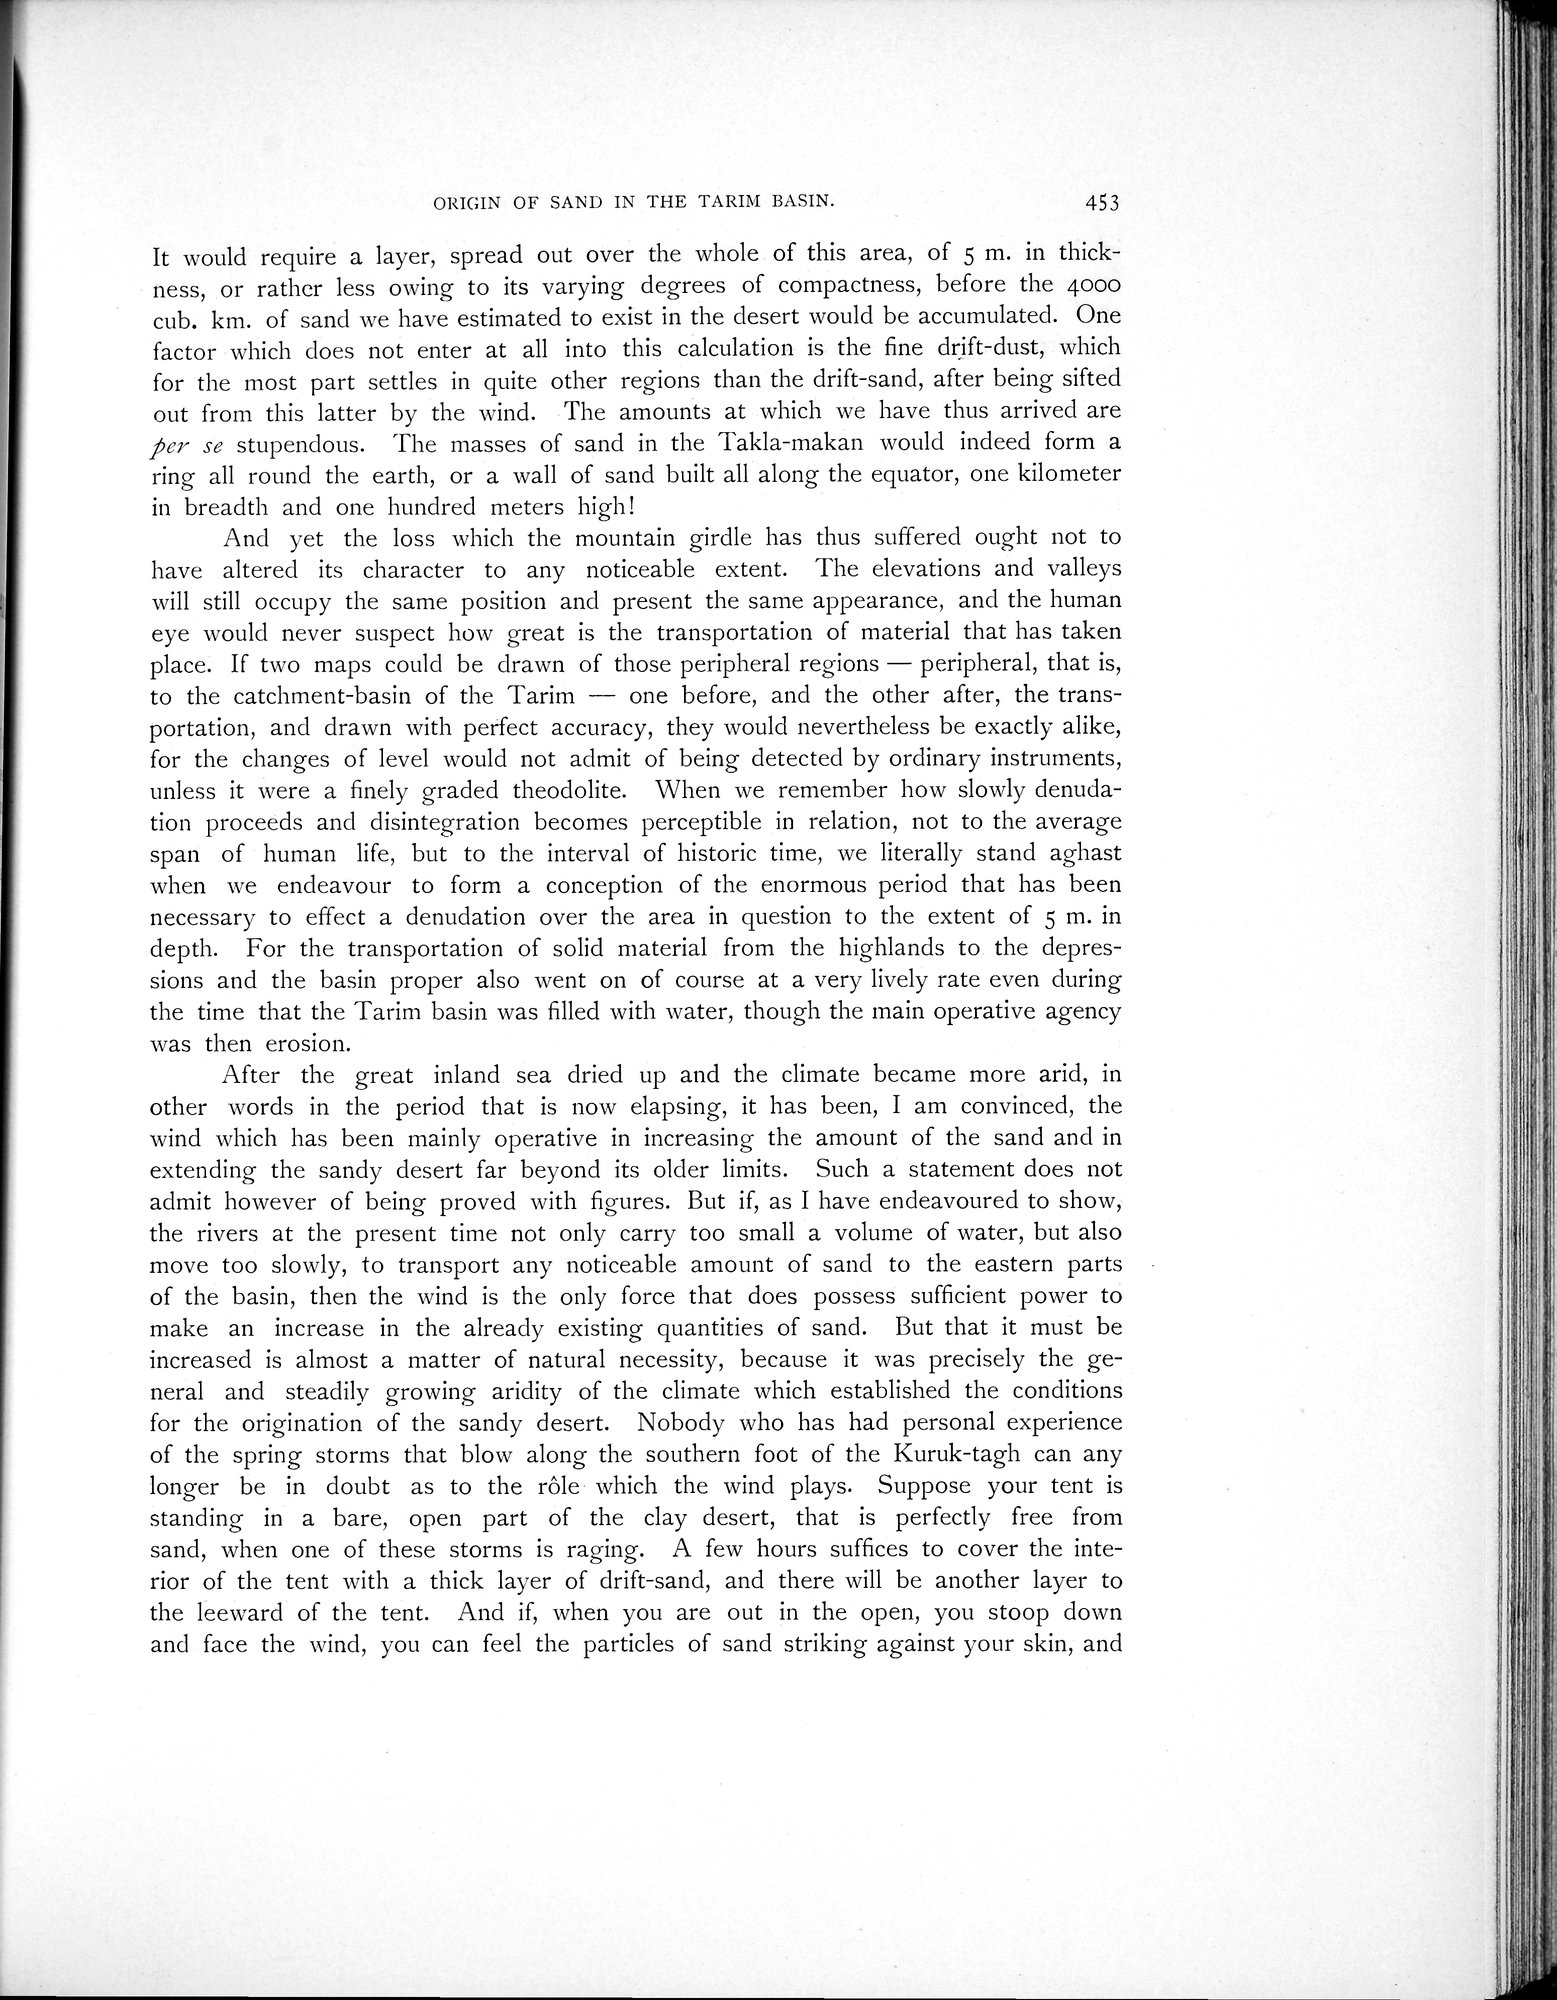 ORIGIN OF SAND IN THE TARIM BASIN. 453
It would require a layer, spread out over the whole of this area, of 5 m. in thick-
ness, or rather less owing to its varying degrees of compactness, before the 4000
cub. km. of sand we have estimated to exist in the desert would be accumulated. One
factor which does not enter at all into this calculation is the fine drift-dust, which
for the most part settles in quite other regions than the drift-sand, after being sifted
out from this latter by the wind. The amounts at which we have thus arrived are
per se stupendous. The masses of sand in the Takla-makan would indeed form a
ring all round the earth, or a wall of sand built all along the equator, one kilometer
in breadth and one hundred meters high!
And yet the loss which the mountain girdle has thus suffered ought not to
have altered its character to any noticeable extent. The elevations and valleys
will still occupy the same position and present the same appearance, and the human
eye would never suspect how great is the transportation of material that has taken
place. If two maps could be drawn of those peripheral regions — peripheral, that is,
to the catchment-basin of the Tarim — one before, and the other after, the trans-
portation, and drawn with perfect accuracy, they would nevertheless be exactly alike,
for the changes of level would not admit of being detected by ordinary instruments,
unless it were a finely graded theodolite. When we remember how slowly denuda-
tion proceeds and disintegration becomes perceptible in relation, not to the average
span of human life, but to the interval of historic time, we literally stand aghast
when we endeavour to form a conception of the enormous period that has been
necessary to effect a denudation over the area in question to the extent of 5 m. in
depth. For the transportation of solid material from the highlands to the depres-
sions and the basin proper also went on of course at a very lively rate even during
the time that the Tarim basin was filled with water, though the main operative agency
was then erosion.
After the great inland sea dried up and the climate became more arid, in
other words in the period that is now elapsing, it has been, I am convinced, the
wind which has been mainly operative in increasing the amount of the sand and in
extending the sandy desert far beyond its older limits. Such a statement does not
admit however of being proved with figures. But if, as I have endeavoured to show,
the rivers at the present time not only carry too small a volume of water, but also
move too slowly, to transport any noticeable amount of sand to the eastern parts
of the basin, then the wind is the only force that does possess sufficient power to
make an increase in the already existing quantities of sand. But that it must be
increased is almost a matter of natural necessity, because it was precisely the ge-
neral and steadily growing aridity of the climate which established the conditions
for the origination of the sandy desert. Nobody who has had personal experience
of the spring storms that blow along the southern foot of the Kuruk-tagh can any
longer be in doubt as to the rôle which the wind plays. Suppose your tent is
standing in a bare, open part of the clay desert, that is perfectly free from
sand, when one of these storms is raging. A few hours suffices to cover the inte-
rior of the tent with a thick layer of drift-sand, and there will be another layer to
the leeward of the tent. And if, when you are out in the open, you stoop down
and face the wind, you can feel the particles of sand striking against your skin, and